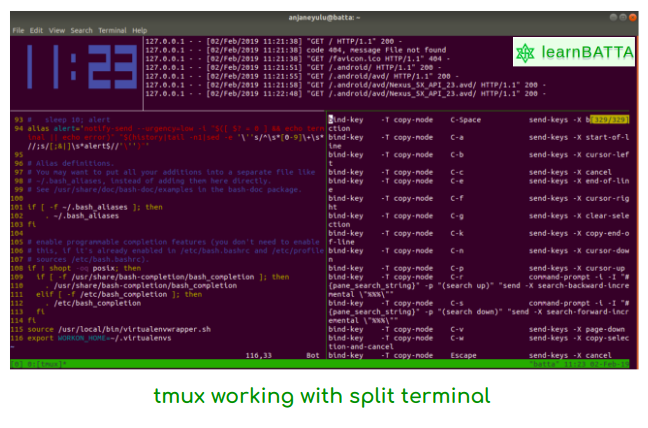 anjaneyulu@batta: ~
File Edit View Search Terminal Help
11:23
127.0.0.1 - - [02/Feb/2019 11:21:38] "GET / HTTP/1.1" 200 -
127.0.0.1 - - [02/Feb/2019 11:21:38] code 404, message File not found
127.0.0.1 - - [02/Feb/2019 11:21:38] "GET /favicon.ico HTTP/1.1" 404 -
127.0.0.1 - - [02/Feb/2019 11:21:51] "GET /.android/ HTTP/1.1" 200 -
127.0.0.1 - - [02/Feb/2019 11:21:55] "GET /.android/avd/ HTTP/1.1" 200 -
127.0.0.1 - - [02/Feb/2019 11:21:58] "GET /.android/avd/Nexus_5X_API_23.avd/ HTTP/1.1" 200 -
127.0.0.1 - - [02/Feb/2019 11:22:48] "GET /.android/avd/Nexus_5X_API_23.avd/ HTTP/1.1" 200 -
learnBATTA
93 # sleep 10; alert
94 alias alert='notify-send --urgency=low -i "$([ $? = 0 ] && echo term
inal || echo error)" "$(history|tail -n1|sed -e '\''s/^\s*[0-9]\+\s*
//;s/[;&|]\s*alert$//'\'')"'
95
96 # Alias definitions.
97 # You may want to put all your additions into a separate file like
98 # ~/.bash_aliases, instead of adding them here directly.
99 # See /usr/share/doc/bash-doc/examples in the bash-doc package.
100
101 if [ -f ~/.bash_aliases ]; then
102 . ~/.bash_aliases
103 fi
104
105 # enable programmable completion features (you don't need to enable
106 # this, if it's already enabled in /etc/bash.bashrc and /etc/profile
107 # sources /etc/bash.bashrc).
108 if ! shopt -oq posix; then
109 if [ -f /usr/share/bash-completion/bash_completion ]; then
110 . /usr/share/bash-completion/bash_completion
111 elif [ -f /etc/bash_completion ]; then
112 . /etc/bash_completion
113 fi
114 fi
115 source /usr/local/bin/virtualenvwrapper.sh
116 export WORKON_HOME=~/.virtualenvs
~
116,33 Bot
bind-key -T copy-mode C-Space send-keys -X b[329/329]
ction
bind-key -T copy-mode C-a send-keys -X start-of-l
ine
bind-key -T copy-mode C-b send-keys -X cursor-lef
t
bind-key -T copy-mode C-c send-keys -X cancel
bind-key -T copy-mode C-e send-keys -X end-of-lin
e
bind-key -T copy-mode C-f send-keys -X cursor-rig
ht
bind-key -T copy-mode C-g send-keys -X clear-sele
ction
bind-key -T copy-mode C-k send-keys -X copy-end-o
f-line
bind-key -T copy-mode C-n send-keys -X cursor-dow
n
bind-key -T copy-mode C-p send-keys -X cursor-up
bind-key -T copy-mode C-r command-prompt -i -I "#
{pane_search_string}" -p "(search up)" "send -X search-backward-incre
mental \"%%%\""
bind-key -T copy-mode C-s command-prompt -i -I "#
{pane_search_string}" -p "(search down)" "send -X search-forward-incr
emental \"%%%\""
bind-key -T copy-mode C-v send-keys -X page-down
bind-key -T copy-mode C-w send-keys -X copy-selec
tion-and-cancel
bind-key -T copy-mode Escape send-keys -X cancel
[0] 0:[tmux]* "batta" 11:23 02-Feb-19
tmux working with split terminal